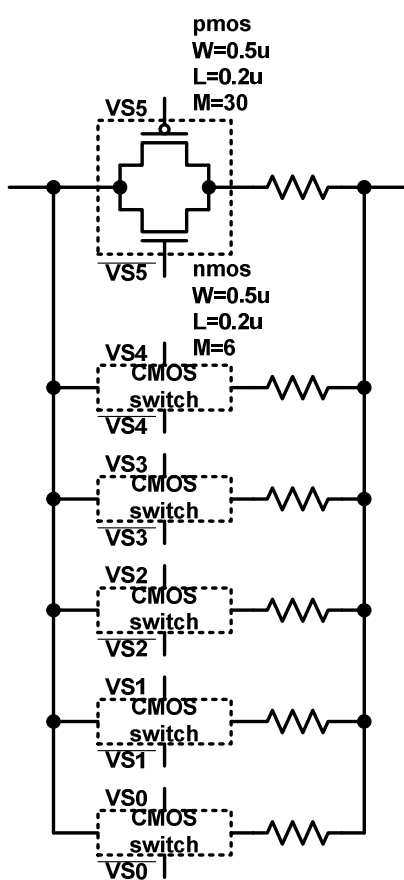 pmos
W=0.5u
L=0.2u
M=30
VS5
VS5
nmos
W=0.5u
L=0.2u
M=6
VS4
CMOS
switch
VS4
VS3
CMOS
switch
VS3
VS2
CMOS
switch
VS2
VS1
CMOS
switch
VS1
VS0
CMOS
switch
VS0